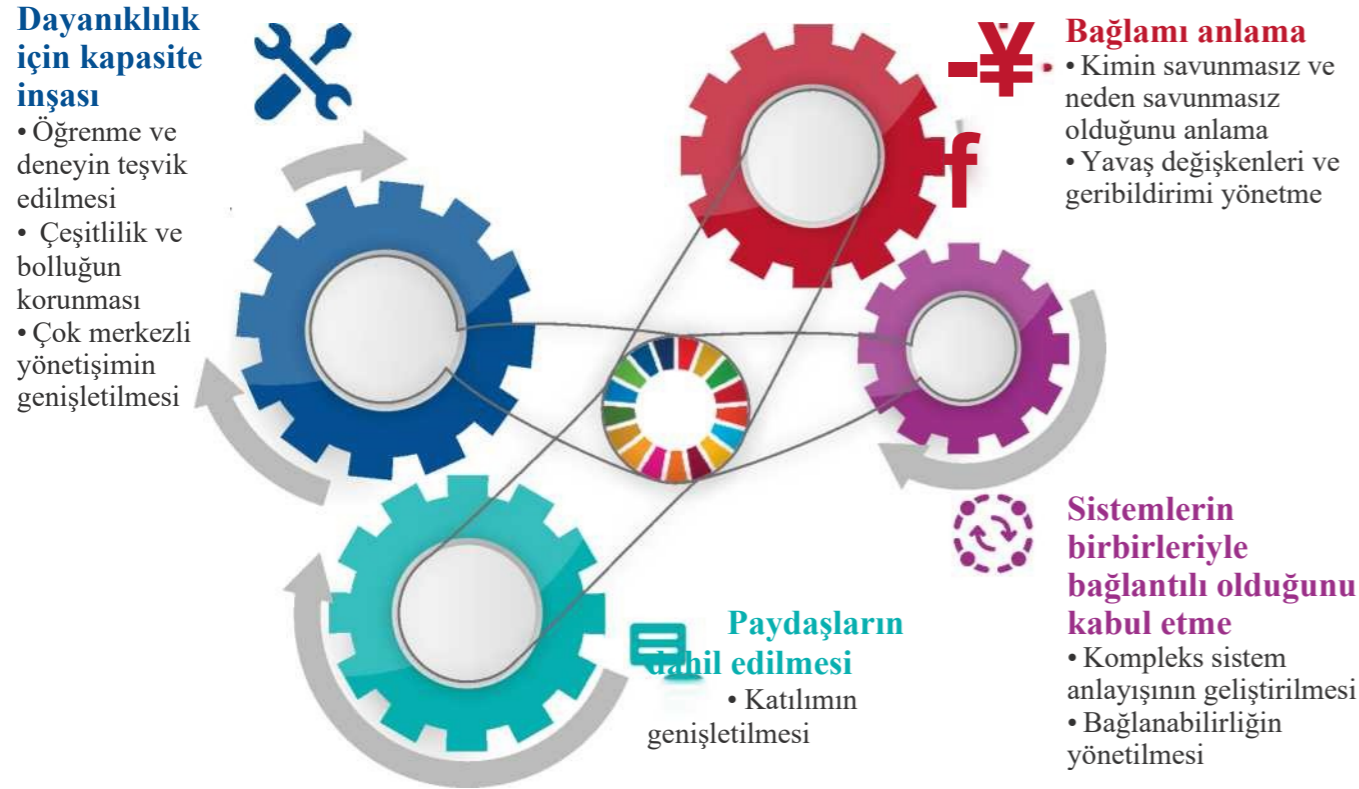 Dayanıklılık
için kapasite
inşası
• Öğrenme ve
deneyin teşvik
edilmesi
• Çeşitlilik ve
bolluğun
korunması
• Çok merkezli
yönetişimin
genişletilmesi
-¥·
f
Bağlamı anlama
• Kimin savunmasız ve
neden savunmasız
olduğunu anlama
• Yavaş değişkenleri ve
geribildirimi yönetme
Sistemlerin
birbirleriyle
bağlantılı olduğunu
kabul etme
• Kompleks sistem
anlayışının geliştirilmesi
• Bağlanabilirliğin
yönetilmesi
Paydaşların
dahil edilmesi
• Katılımın
genişletilmesi